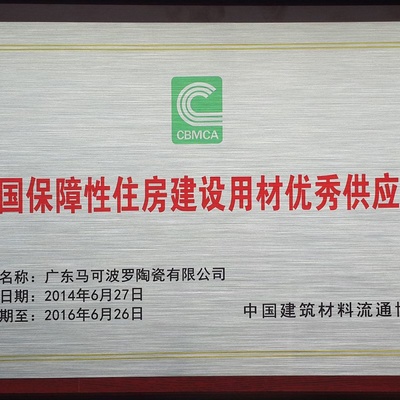 CBMCA
国保障性住房建设用材优秀供应
名称：广东马可波罗陶瓷有限公司
日期：2014年6月27日
期至：2016年6月26日
中国建筑材料流通